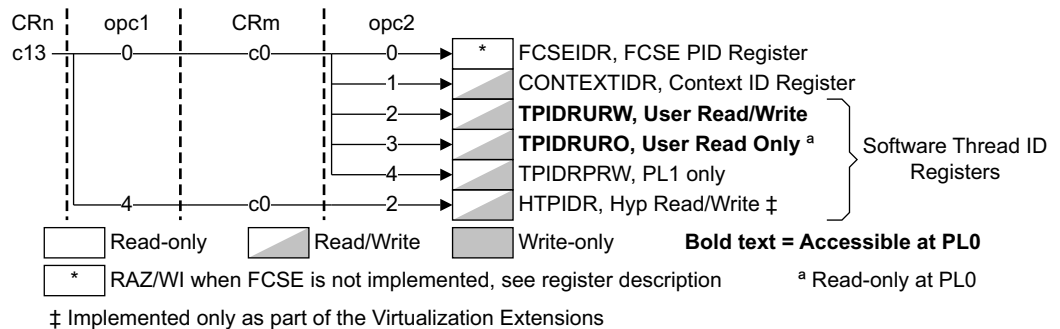 CRn opc1 CRm opc2
c13 0 c0 0 * FCSEIDR, FCSE PID Register
1 CONTEXTIDR, Context ID Register
2 TPIDRURW, User Read/Write
3 TPIDRURO, User Read Only a
4 TPIDRPRW, PL1 only
4 c0 2 HTPIDR, Hyp Read/Write ‡
Software Thread ID
Registers
Read-only Read/Write Write-only Bold text = Accessible at PL0
* RAZ/WI when FCSE is not implemented, see register description a Read-only at PL0
‡ Implemented only as part of the Virtualization Extensions